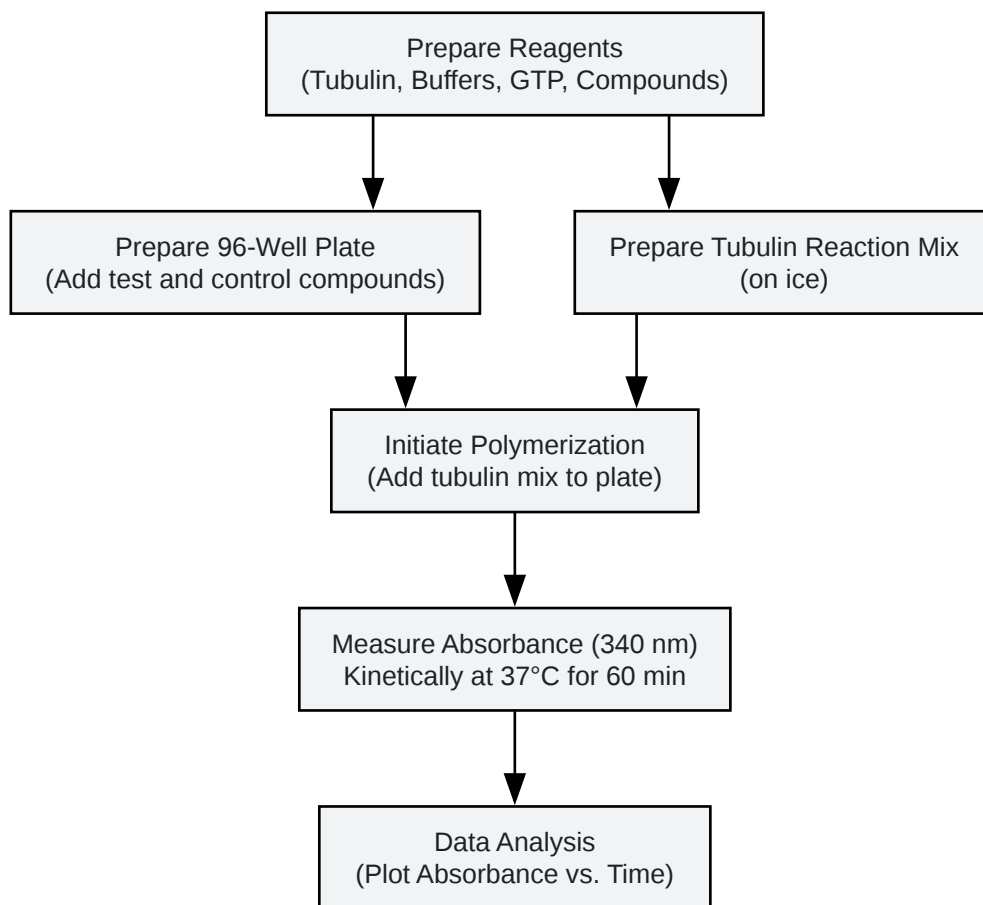 Prepare Reagents
(Tubulin, Buffers, GTP, Compounds)
Prepare 96-Well Plate
(Add test and control compounds)
Prepare Tubulin Reaction Mix
(on ice)
Initiate Polymerization
(Add tubulin mix to plate)
Measure Absorbance (340 nm)
Kinetically at 37°C for 60 min
Data Analysis
(Plot Absorbance vs. Time)